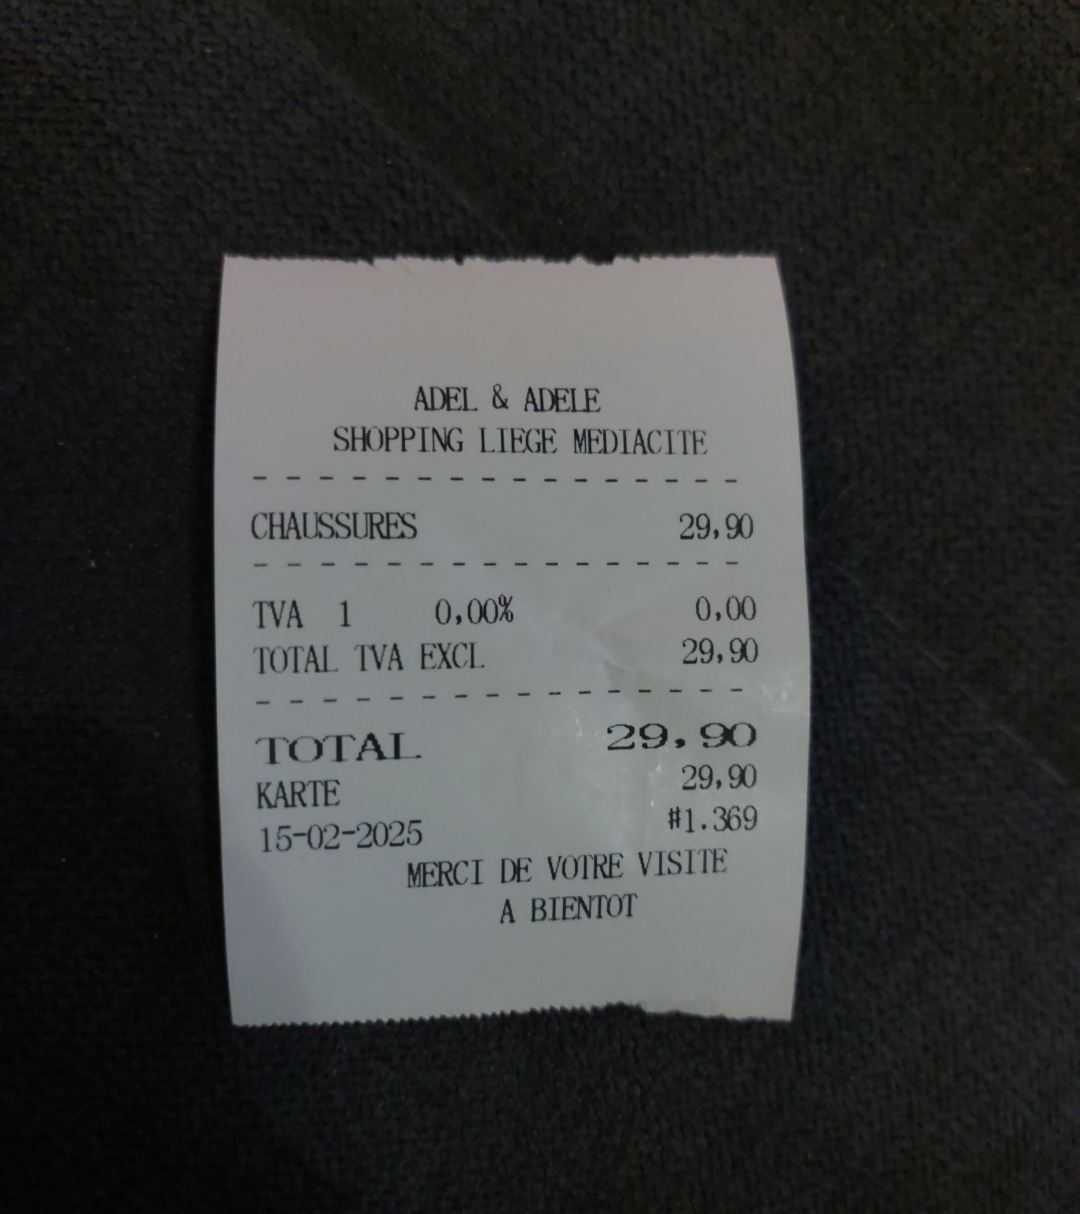 ADEL & ADELE
SHOPPING LIEGE MEDIACITE
- - - - - - - - - - - - - - - -
CHAUSSURES 29,90
- - - - - - - - - - - - - - - -
TVA 1 0,00% 0,00
TOTAL TVA EXCL 29,90
- - - - - - - - - - - - - - - -
TOTAL 29,90
KARTE 29,90
15-02-2025 #1.369
MERCI DE VOTRE VISITE
A BIENTOT